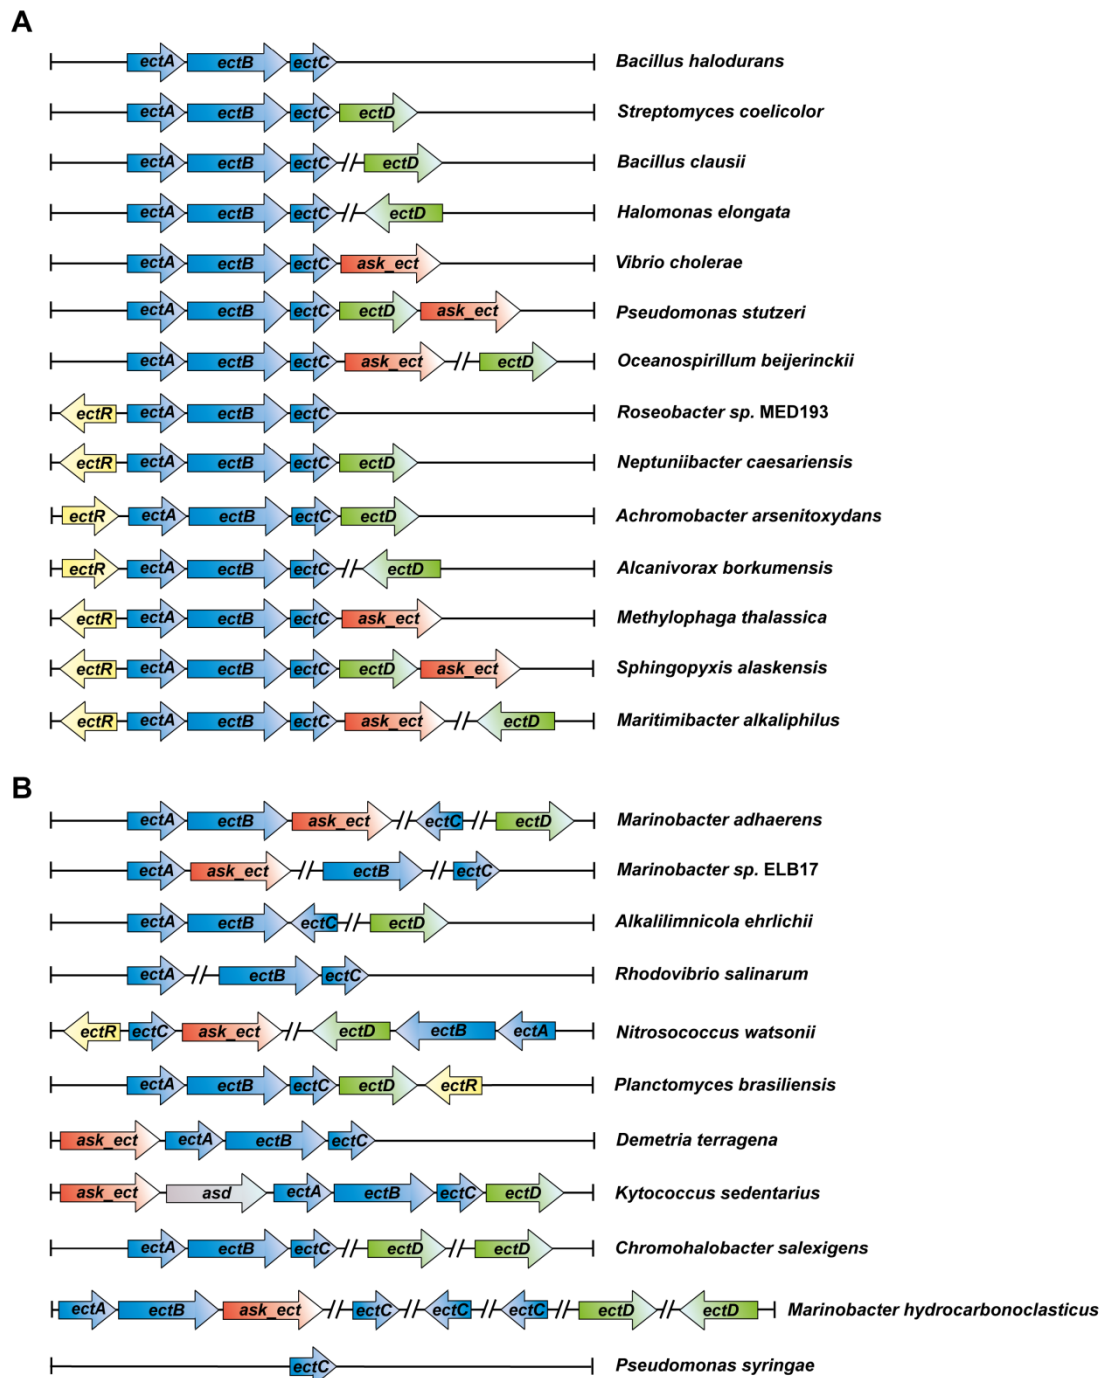 A
ectA ectB ectC Bacillus halodurans
ectA ectB ectC ectD Streptomyces coelicolor
ectA ectB ectC // ectD Bacillus clausii
ectA ectB ectC // ectD Halomonas elongata
ectA ectB ectC ask_ect Vibrio cholerae
ectA ectB ectC ectD ask_ect Pseudomonas stutzeri
ectA ectB ectC ask_ect // ectD Oceanospirillum beijerinckii
ectR ectA ectB ectC Roseobacter sp. MED193
ectR ectA ectB ectC ectD Neptuniibacter caesariensis
ectR ectA ectB ectC ectD Achromobacter arsenitoxydans
ectR ectA ectB ectC // ectD Alcanivorax borkumensis
ectR ectA ectB ectC ask_ect Methylophaga thalassica
ectR ectA ectB ectC ectD ask_ect Sphingopyxis alaskensis
ectR ectA ectB ectC ask_ect // ectD Maritimibacter alkaliphilus
B
ectA ectB ask_ect // ectC // ectD Marinobacter adhaerens
ectA ask_ect // ectB // ectC Marinobacter sp. ELB17
ectA ectB ectC // ectD Alkalilimnicola ehrlichii
ectA // ectB ectC Rhodovibrio salinarum
ectR ectC ask_ect // ectD ectB ectA Nitrosococcus watsonii
ectA ectB ectC ectD ectR Planctomyces brasiliensis
ask_ect ectA ectB ectC Demetria terragena
ask_ect asd ectA ectB ectC ectD Kytococcus sedentarius
ectA ectB ectC // ectD // ectD Chromohalobacter salexigens
ectA ectB ask_ect // ectC // ectC // ectC // ectD // ectD Marinobacter hydrocarbonoclasticus
ectC Pseudomonas syringae